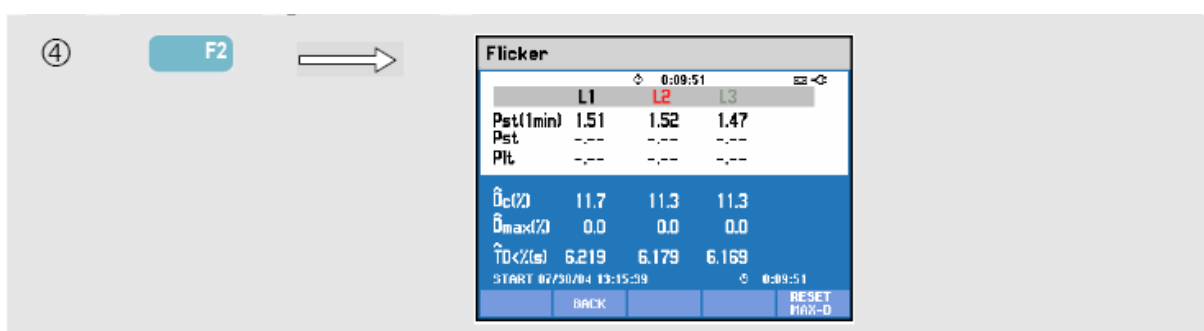 ④ F2
Flicker
0:09:51
L1 L2 L3
Pst(1min) 1.51 1.52 1.47
Pst -.-- -.-- -.--
Plt -.-- -.-- -.--
D̂c(%) 11.7 11.3 11.3
D̂max(%) 0.0 0.0 0.0
T̂D<%(s) 6.219 6.179 6.169
START 07/30/04 13:15:39 0:09:51
BACK RESET
MAX-D